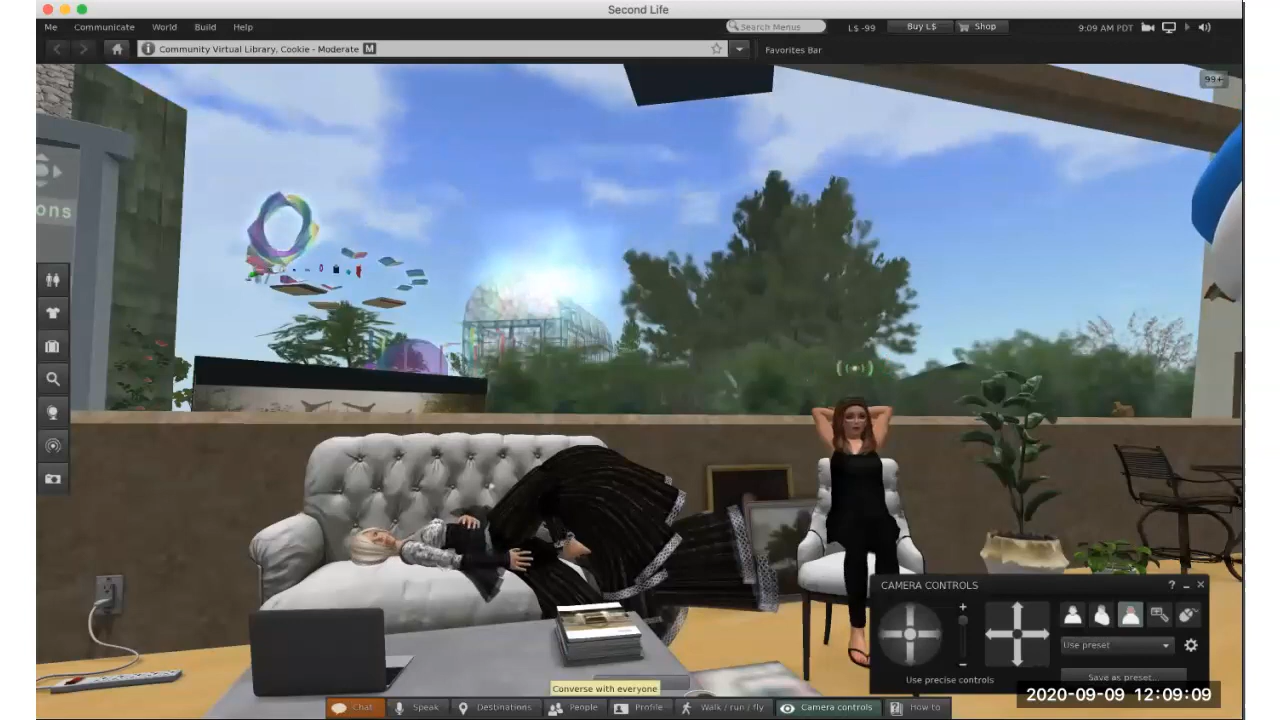 Second Life
Me Communicate World Build Help
Search Menus
L$ -99
Buy L$
Shop
9:09 AM PDT
Community Virtual Library, Cookie - Moderate M
Favorites Bar
99+
ons
CAMERA CONTROLS
Use preset
Use precise controls
Save as preset...
2020-09-09 12:09:09
Converse with everyone
Chat Speak Destinations People Profile Walk / run / fly Camera controls How to